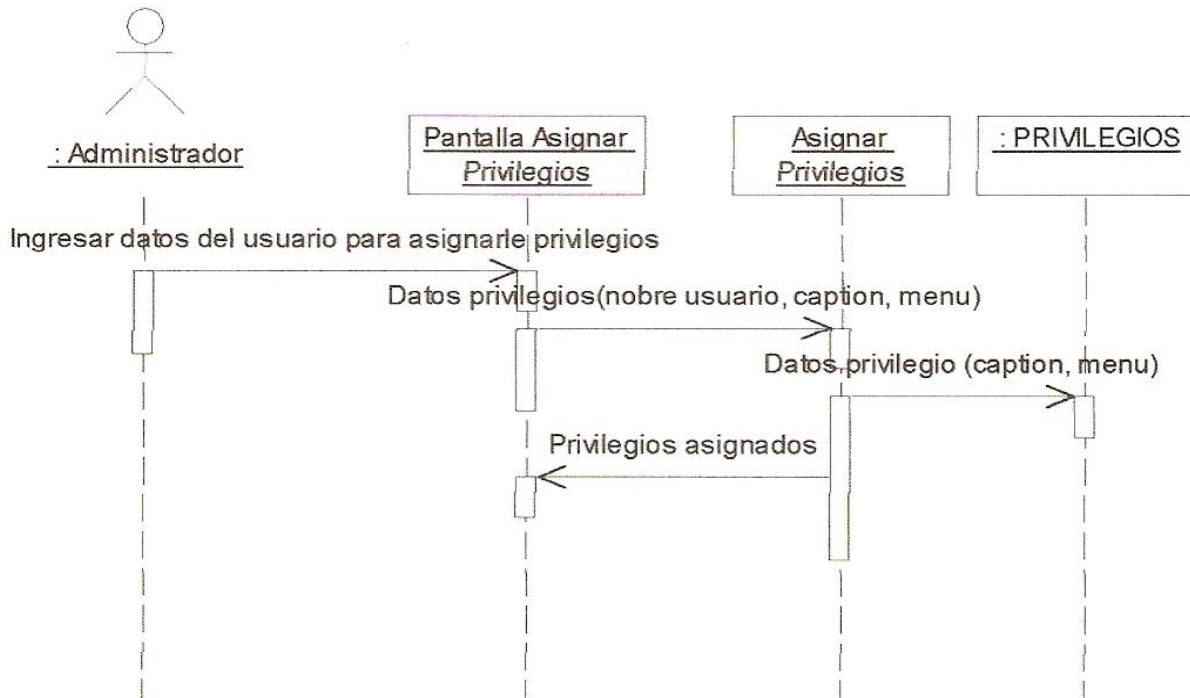 : Administrador
Pantalla Asignar
Privilegios
Asignar
Privilegios
: PRIVILEGIOS
Ingresar datos del usuario para asignarle privilegios
Datos privilegios(nobre usuario, caption, menu)
Datos privilegio (caption, menu)
Privilegios asignados